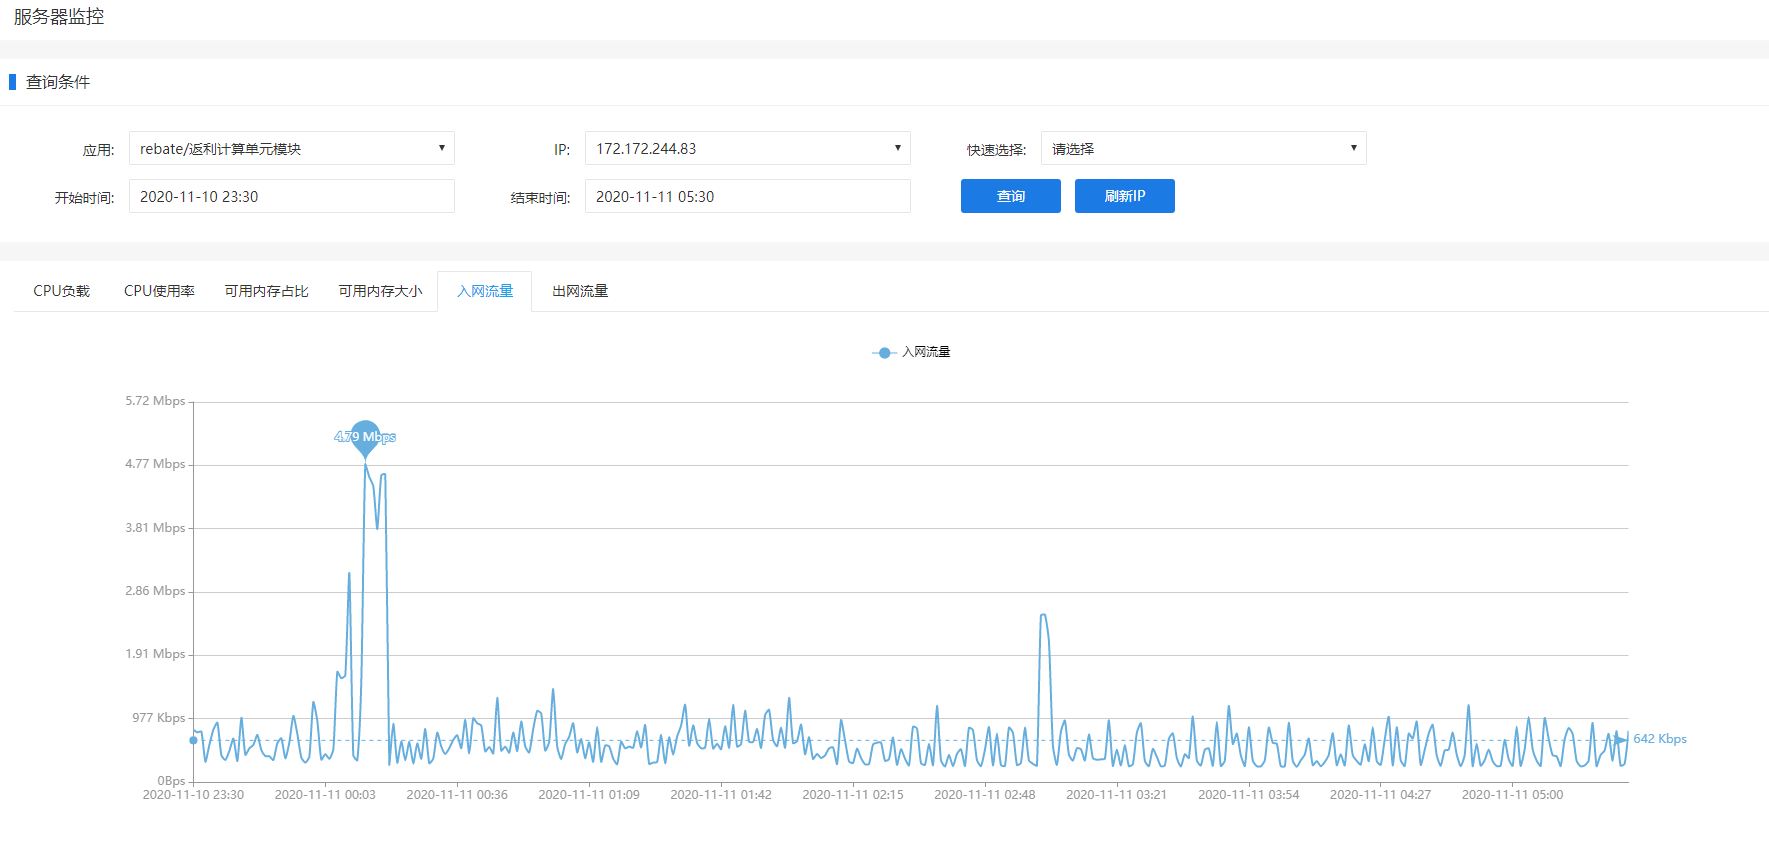 服务器监控
查询条件
应用: rebate/返利计算单元模块 IP: 172.172.244.83 快速选择: 请选择
开始时间: 2020-11-10 23:30 结束时间: 2020-11-11 05:30 查询 刷新IP
CPU负载 CPU使用率 可用内存占比 可用内存大小 入网流量 出网流量
入网流量
5.72 Mbps
4.79 Mbps
4.77 Mbps
3.81 Mbps
2.86 Mbps
1.91 Mbps
977 Kbps
642 Kbps
0Bps
2020-11-10 23:30 2020-11-11 00:03 2020-11-11 00:36 2020-11-11 01:09 2020-11-11 01:42 2020-11-11 02:15 2020-11-11 02:48 2020-11-11 03:21 2020-11-11 03:54 2020-11-11 04:27 2020-11-11 05:00